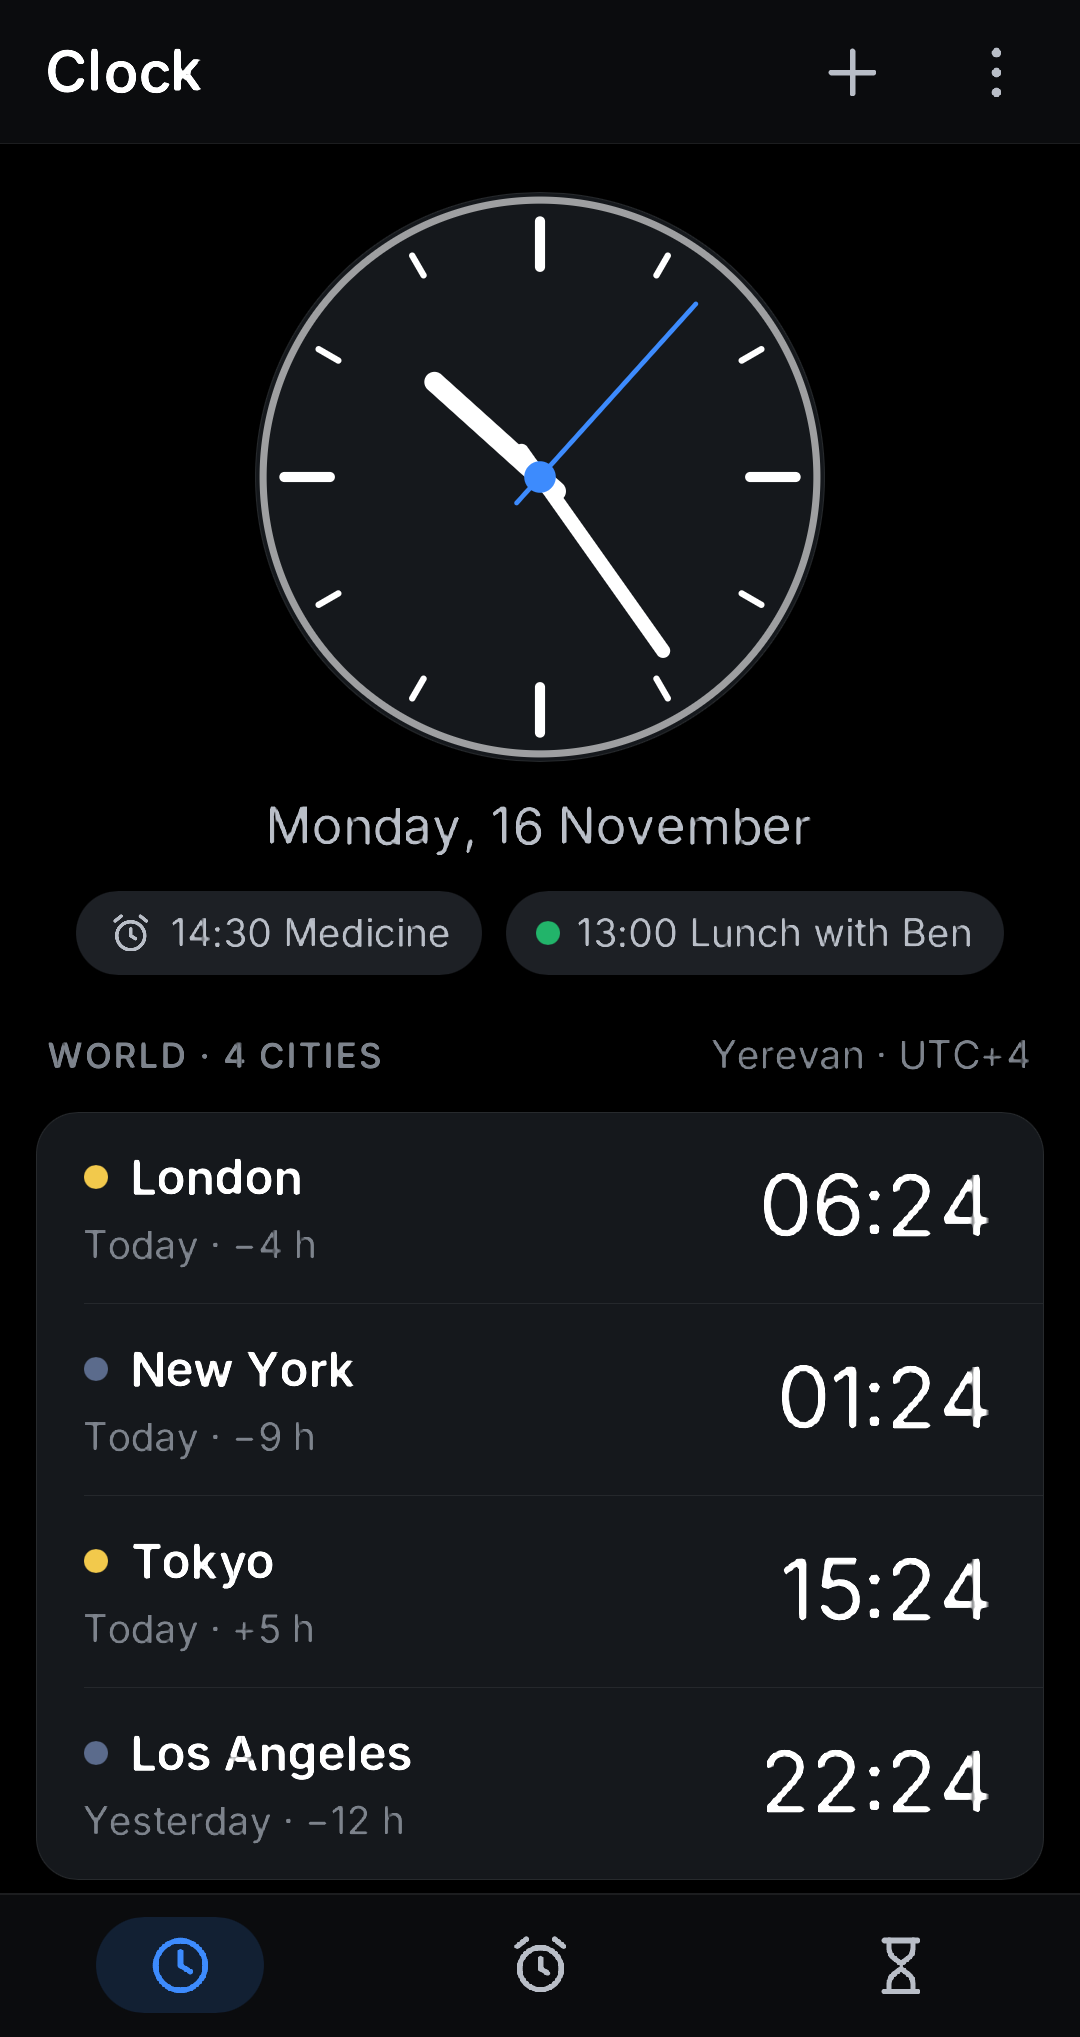 Clock
Monday, 16 November
14:30 Medicine
13:00 Lunch with Ben
WORLD · 4 CITIES
Yerevan · UTC+4
London
06:24
Today · −4 h
New York
01:24
Today · −9 h
Tokyo
15:24
Today · +5 h
Los Angeles
22:24
Yesterday · −12 h